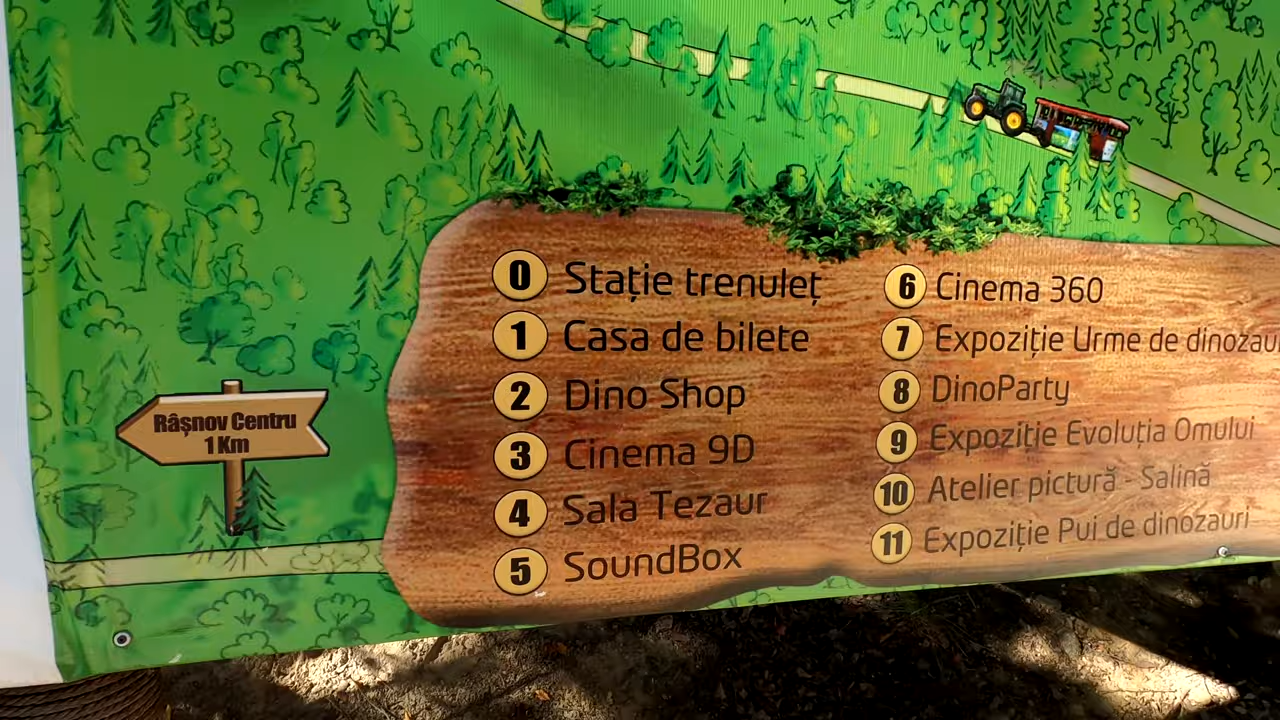 Râșnov Centru
1 Km
0 Stație trenuleț
1 Casa de bilete
2 Dino Shop
3 Cinema 9D
4 Sala Tezaur
5 SoundBox
6 Cinema 360
7 Expoziție Urme de dinozaur
8 DinoParty
9 Expoziție Evoluția Omului
10 Atelier pictură - Salină
11 Expoziție Pui de dinozauri